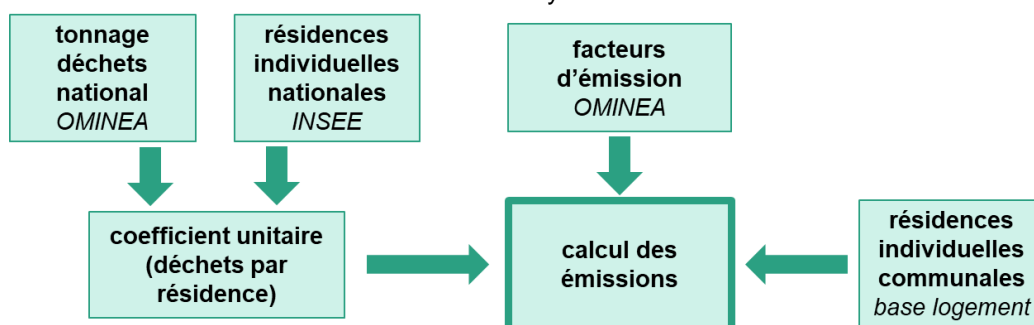 tonnage
déchets
national
OMINEA
résidences
individuelles
nationales
INSEE
facteurs
d'émission
OMINEA
coefficient unitaire
(déchets par
résidence)
calcul des
émissions
résidences
individuelles
communales
base logement